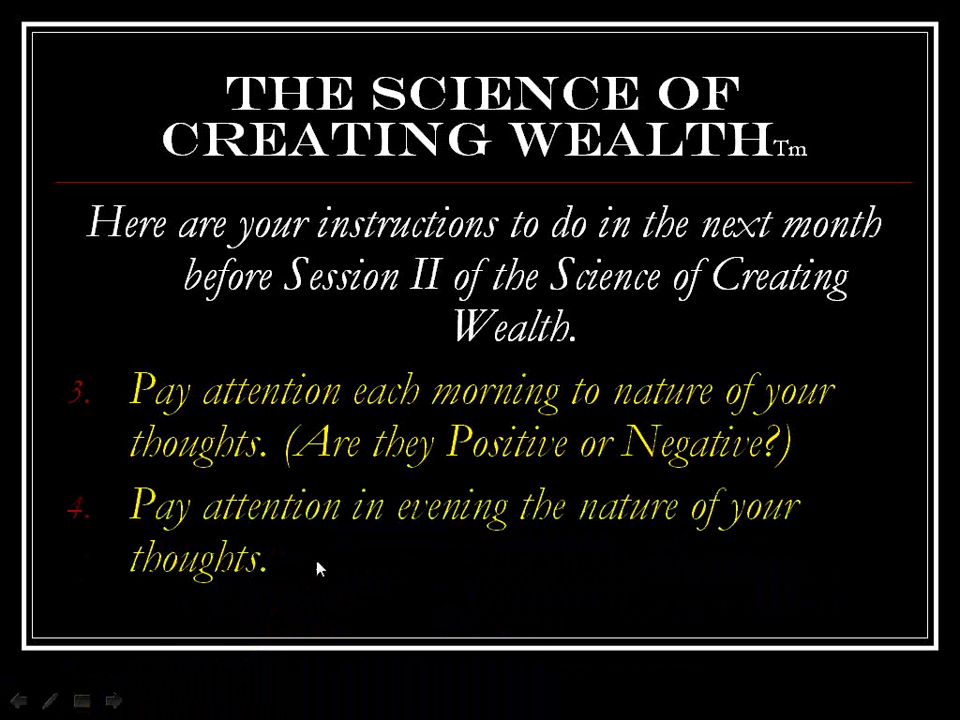 THE SCIENCE OF
CREATING WEALTHTm
Here are your instructions to do in the next month
before Session II of the Science of Creating
Wealth.
3. Pay attention each morning to nature of your
thoughts. (Are they Positive or Negative?)
4. Pay attention in evening the nature of your
thoughts.